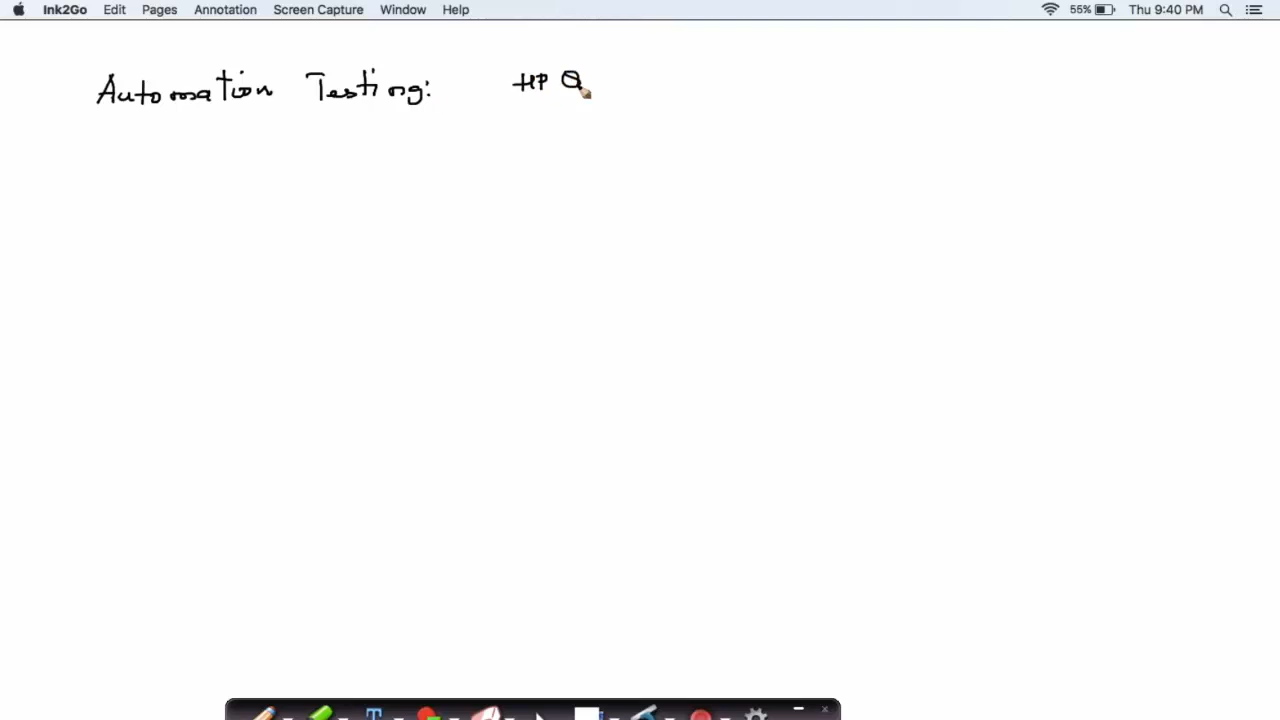 Ink2Go Edit Pages Annotation Screen Capture Window Help 55% Thu 9:40 PM
Automation Testing: HP Q
T